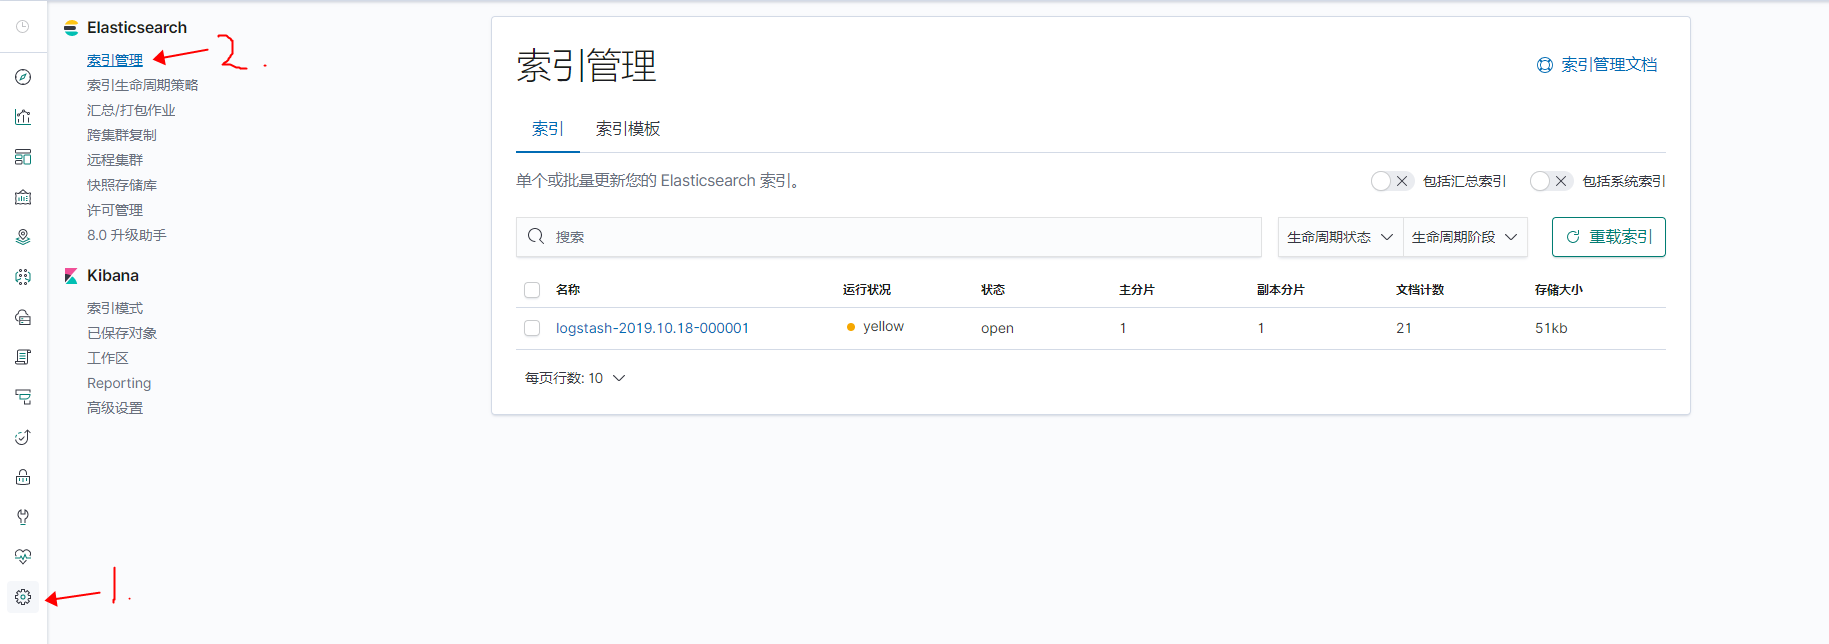 Elasticsearch
索引管理
2.
索引生命周期策略
汇总/打包作业
跨集群复制
远程集群
快照存储库
许可管理
8.0 升级助手
Kibana
索引模式
已保存对象
工作区
Reporting
高级设置
1.
索引管理
索引管理文档
索引 索引模板
单个或批量更新您的 Elasticsearch 索引。
包括汇总索引 包括系统索引
搜索 生命周期状态 生命周期阶段 重载索引
名称 运行状况 状态 主分片 副本分片 文档计数 存储大小
logstash-2019.10.18-000001 yellow open 1 1 21 51kb
每页行数: 10